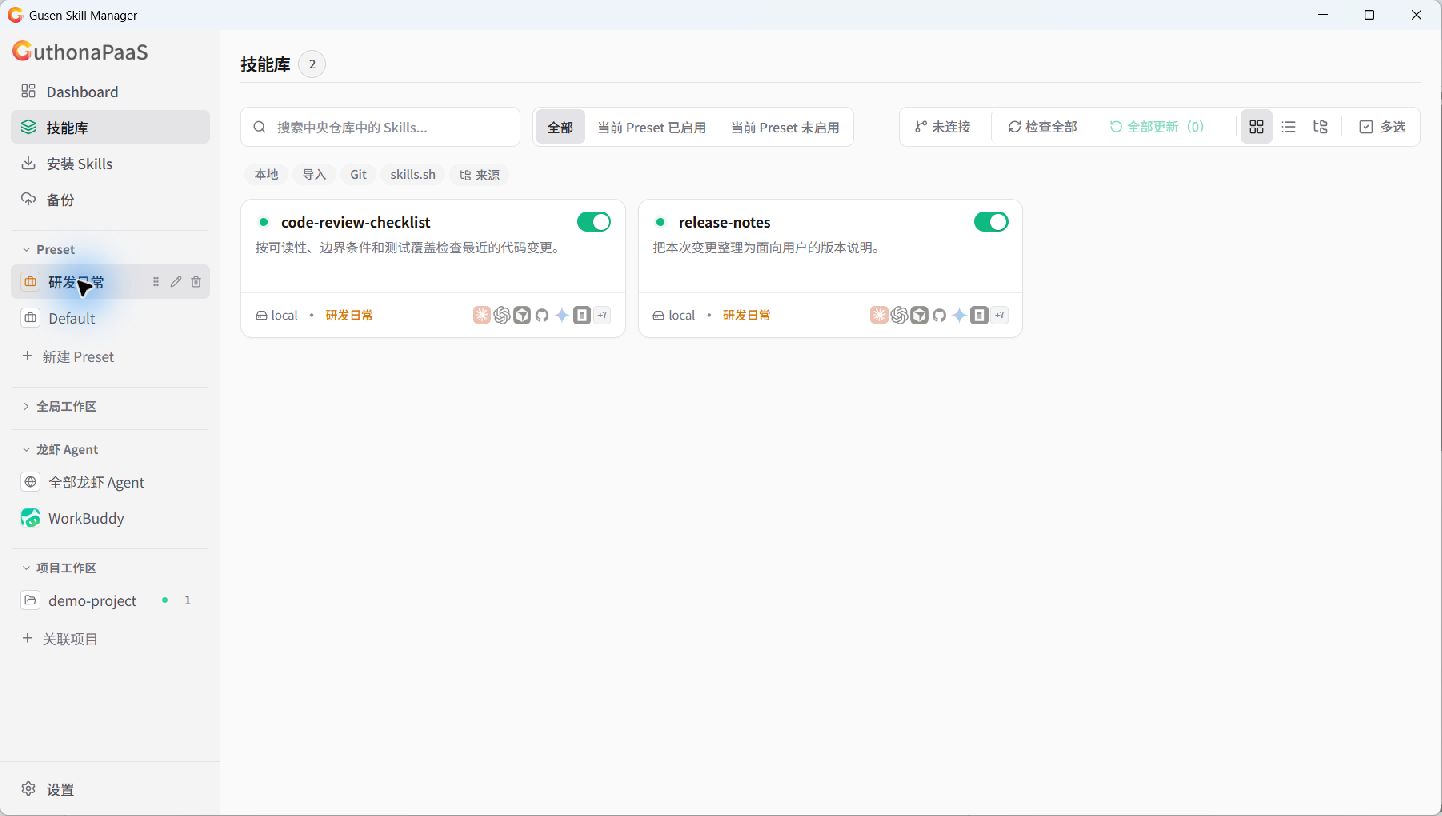 Gusen Skill Manager
GuthonaPaaS
Dashboard
技能库
安装 Skills
备份
Preset
研发日常
Default
新建 Preset
全局工作区
龙虾 Agent
全部龙虾 Agent
WorkBuddy
项目工作区
demo-project 1
关联项目
设置
技能库 2
搜索中央仓库中的 Skills...
全部 当前 Preset 已启用 当前 Preset 未启用
未连接 检查全部 全部更新 (0) 多选
本地 导入 Git skills.sh 来源
code-review-checklist
按可读性、边界条件和测试覆盖检查最近的代码变更。
local • 研发日常 +7
release-notes
把本次变更整理为面向用户的版本说明。
local • 研发日常 +7